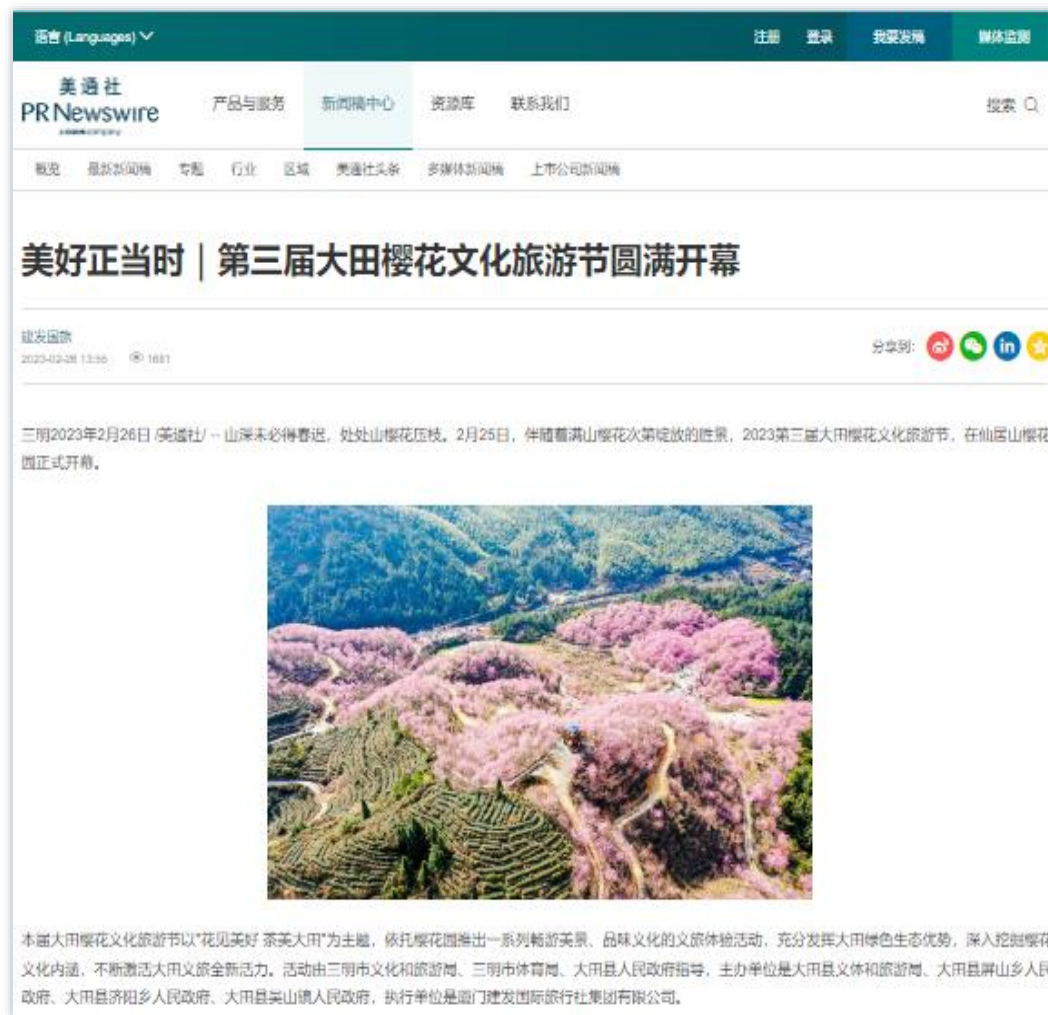 语言 (Languages)
注册
登录
我要发稿
媒体监测
美通社
PR Newswire
a CISION company
产品与服务
新闻稿中心
资源库
联系我们
搜索
概览
最新新闻稿
专题
行业
区域
美通社头条
多媒体新闻稿
上市公司新闻稿
美好正当时｜第三届大田樱花文化旅游节圆满开幕
建发国旅
分享到:
2023-02-26 13:55
1681
三明2023年2月26日 /美通社/ -- 山深未必得春迟，处处山樱花压枝。2月25日，伴随着满山樱花次第绽放的胜景，2023第三届大田樱花文化旅游节，在仙居山樱花
园正式开幕。
本届大田樱花文化旅游节以"花见美好 茶美大田"为主题，依托樱花园推出一系列畅游美景、品味文化的文旅体验活动，充分发挥大田绿色生态优势，深入挖掘樱花
文化内涵，不断激活大田文旅全新活力。活动由三明市文化和旅游局、三明市体育局、大田县人民政府指导，主办单位是大田县文体和旅游局、大田县屏山乡人民
政府、大田县济阳乡人民政府、大田县吴山镇人民政府，执行单位是厦门建发国际旅行社集团有限公司。